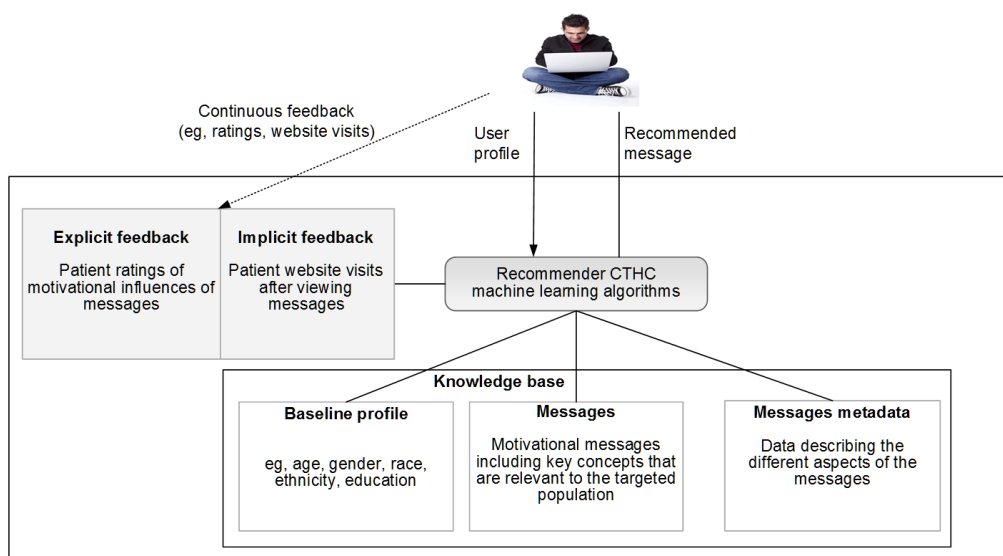 Continuous feedback
(eg, ratings, website visits)
User
profile
Recommended
message
Explicit feedback
Patient ratings of
motivational influences of
messages
Implicit feedback
Patient website visits
after viewing
messages
Recommender CTHC
machine learning algorithms
Knowledge base
Baseline profile
eg, age, gender, race,
ethnicity, education
Messages
Motivational messages
including key concepts that
are relevant to the targeted
population
Messages metadada
Data describing the
different aspects of the
messages